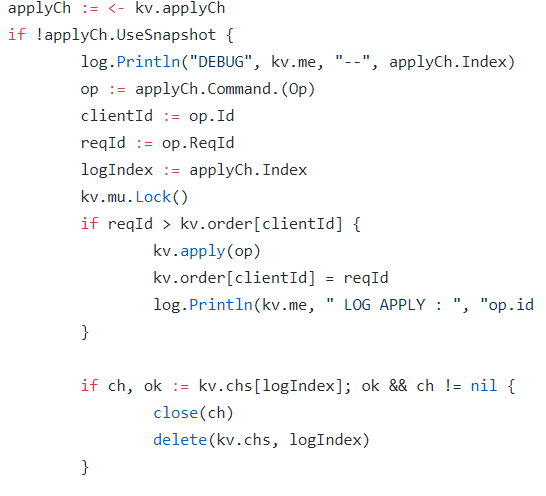 applyCh := <- kv.applyCh
if !applyCh.UseSnapshot {
log.Println("DEBUG", kv.me, "--", applyCh.Index)
op := applyCh.Command.(Op)
clientId := op.Id
reqId := op.ReqId
logIndex := applyCh.Index
kv.mu.Lock()
if reqId > kv.order[clientId] {
kv.apply(op)
kv.order[clientId] = reqId
log.Println(kv.me, " LOG APPLY : ", "op.id
}
if ch, ok := kv.chs[logIndex]; ok && ch != nil {
close(ch)
delete(kv.chs, logIndex)
}